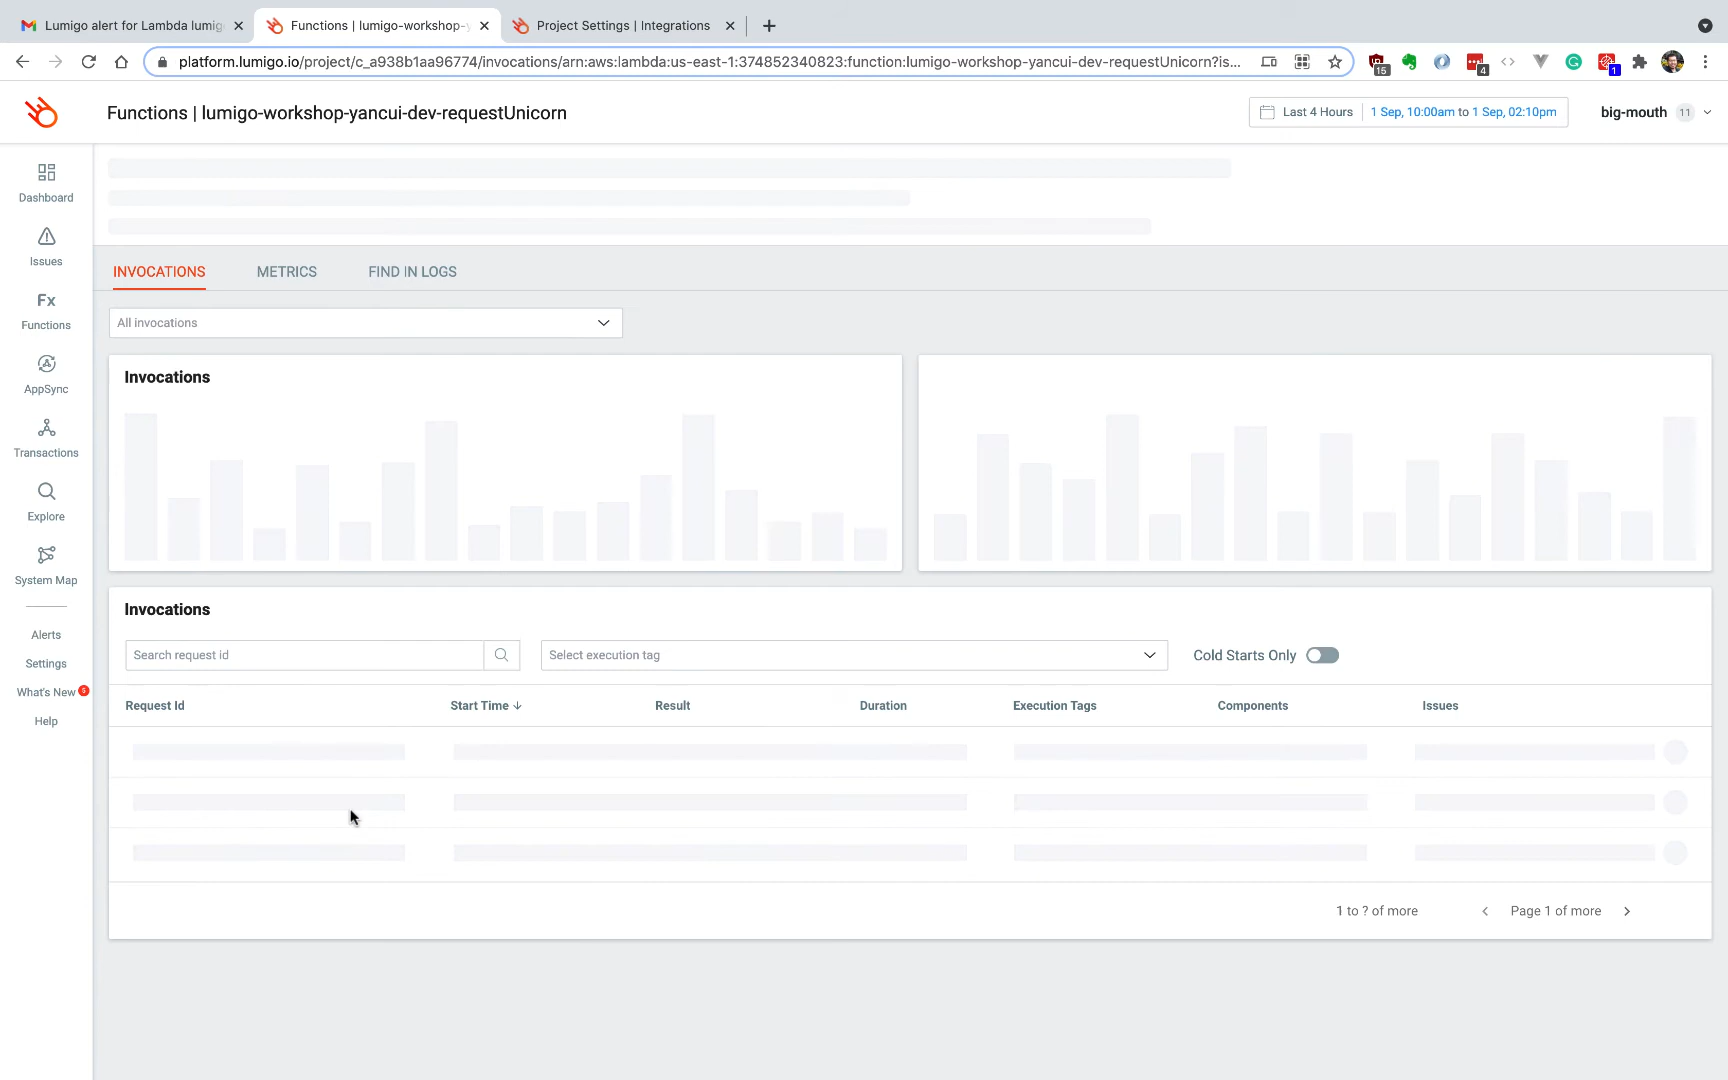 Lumigo alert for Lambda lumig
Functions | lumigo-workshop-y
Project Settings | Integrations
platform.lumigo.io/project/c_a938b1aa96774/invocations/arn:aws:lambda:us-east-1:374852340823:function:lumigo-workshop-yancui-dev-requestUnicorn?is...
15
4
1
Functions | lumigo-workshop-yancui-dev-requestUnicorn
Last 4 Hours
1 Sep, 10:00am to 1 Sep, 02:10pm
big-mouth 11
Dashboard
Issues
Fx
Functions
AppSync
Transactions
Explore
System Map
Alerts
Settings
What's New 5
Help
INVOCATIONS
METRICS
FIND IN LOGS
All invocations
Invocations
Invocations
Search request id
Select execution tag
Cold Starts Only
Request Id
Start Time
Result
Duration
Execution Tags
Components
Issues
1 to ? of more
Page 1 of more